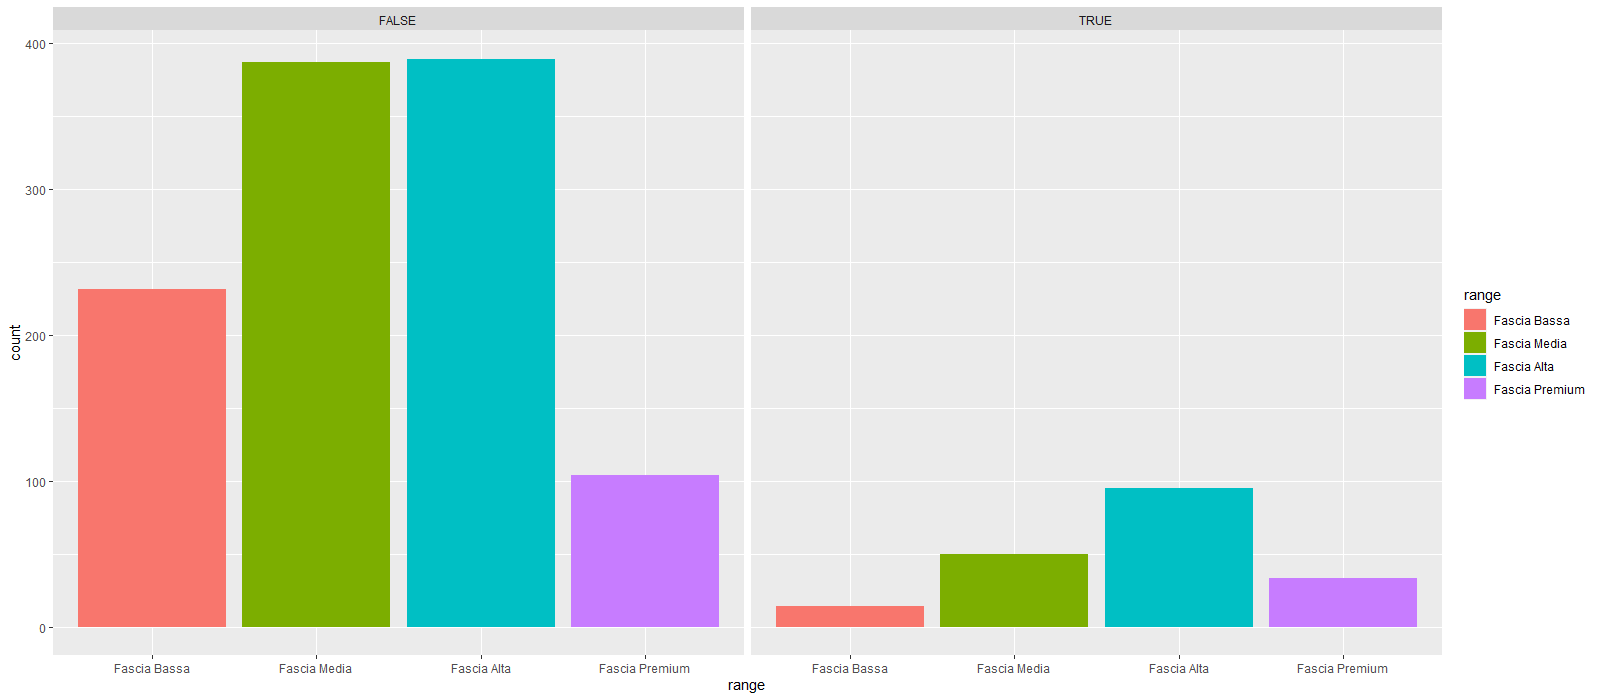 FALSE
TRUE
400
300
200
100
0
count
Fascia Bassa
Fascia Media
Fascia Alta
Fascia Premium
Fascia Bassa
Fascia Media
Fascia Alta
Fascia Premium
range
range
Fascia Bassa
Fascia Media
Fascia Alta
Fascia Premium